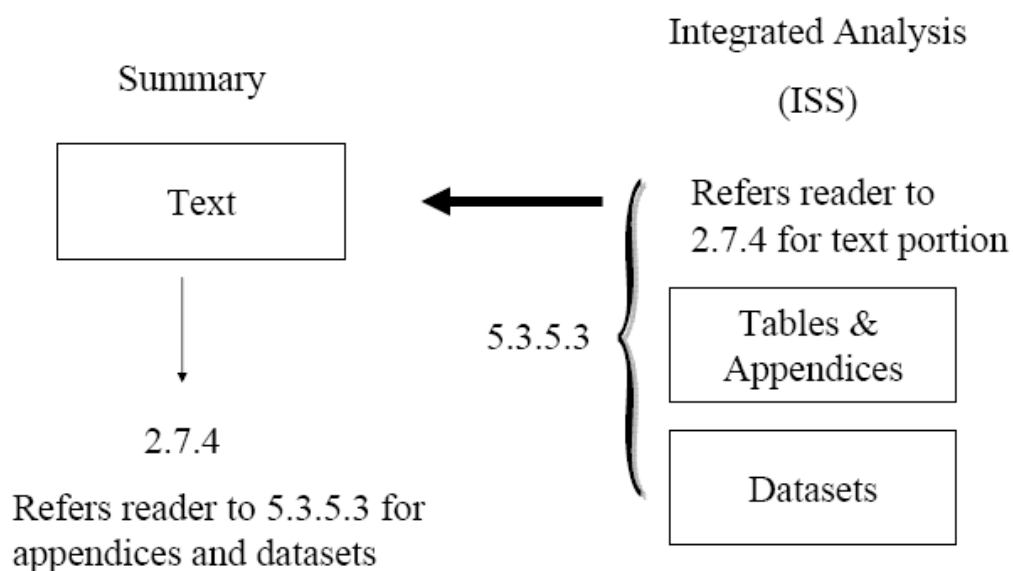 Summary
Text
2.7.4
Refers reader to 5.3.5.3 for
appendices and datasets
Integrated Analysis
(ISS)
Refers reader to
2.7.4 for text portion
5.3.5.3
Tables &
Appendices
Datasets